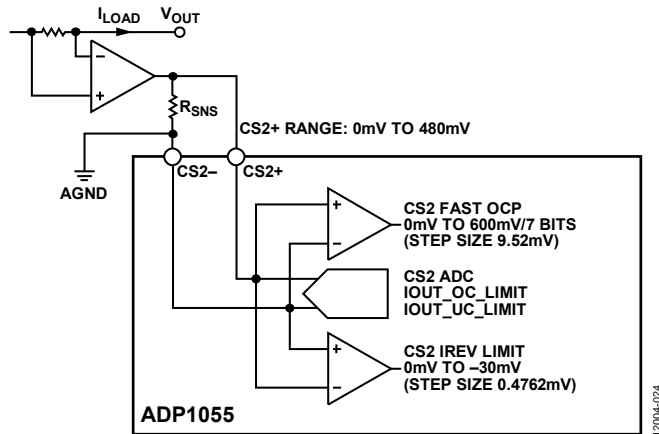 I_LOAD
V_OUT
−
+
R_SNS
CS2+ RANGE: 0mV TO 480mV
AGND
CS2−
CS2+
+
−
CS2 FAST OCP
0mV TO 600mV/7 BITS
(STEP SIZE 9.52mV)
CS2 ADC
IOUT_OC_LIMIT
IOUT_UC_LIMIT
+
−
CS2 IREV LIMIT
0mV TO −30mV
(STEP SIZE 0.4762mV)
ADP1055
12004-024